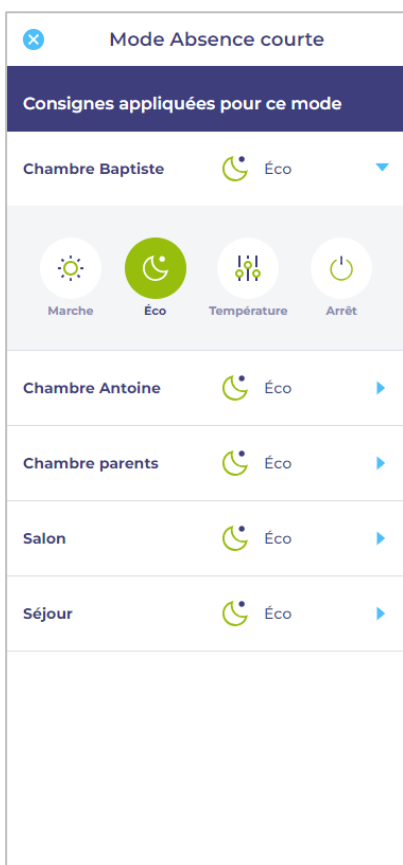 Mode Absence courte
Consignes appliquées pour ce mode
Chambre Baptiste Éco
Marche Éco Température Arrêt
Chambre Antoine Éco
Chambre parents Éco
Salon Éco
Séjour Éco